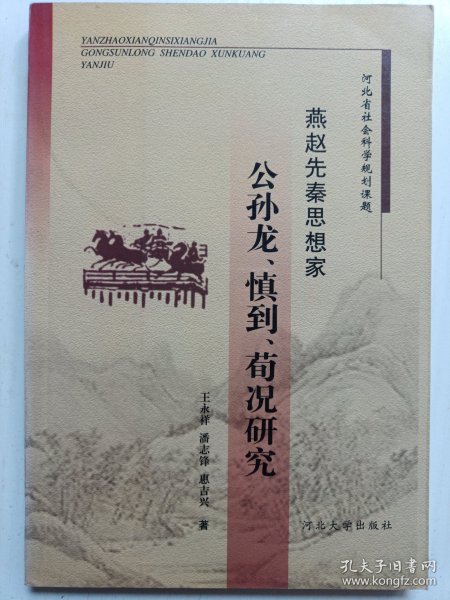 YANZHAOXIANQINSIXIANGJIA
GONGSUNLONG SHENDAO XUNKUANG
YANJIU
河北省社会科学规划课题
燕赵先秦思想家
公孙龙、慎到、荀况研究
王永祥 潘志锋 惠吉兴 著
河北大学出版社
孔夫子旧书网
www.kongfz.com